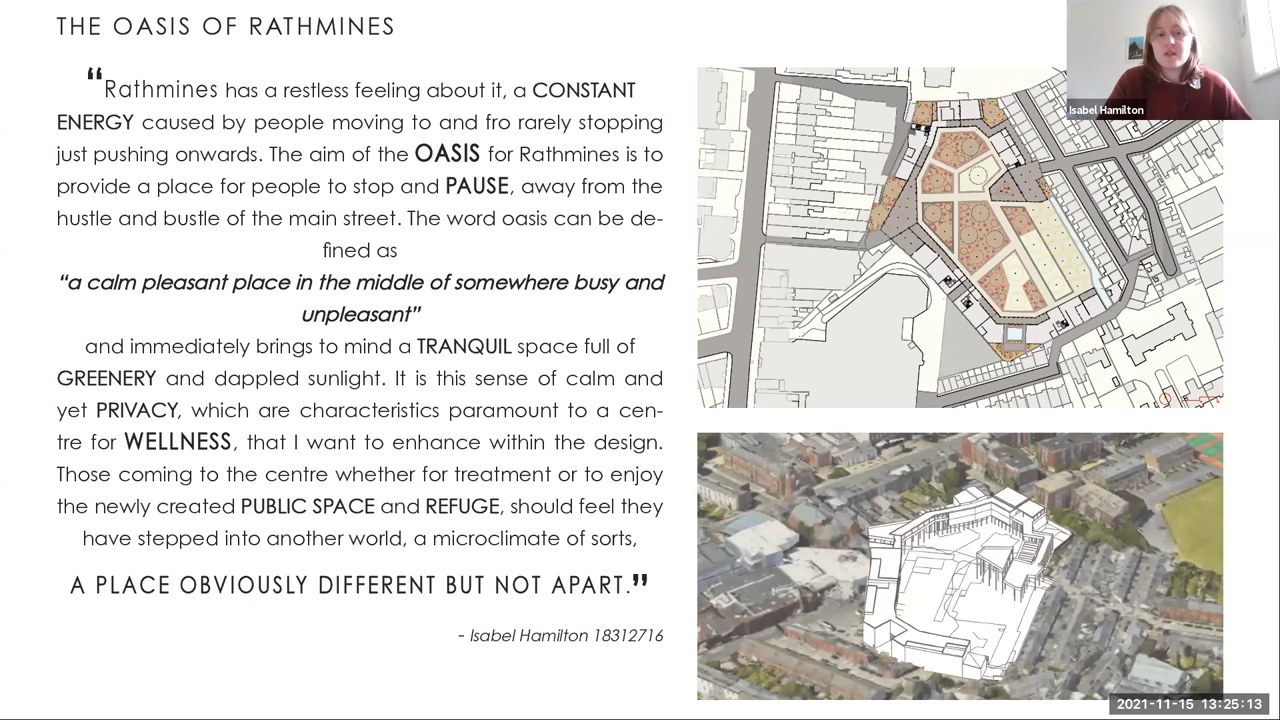 THE OASIS OF RATHMINES
“Rathmines has a restless feeling about it, a CONSTANT
ENERGY caused by people moving to and fro rarely stopping
just pushing onwards. The aim of the OASIS for Rathmines is to
provide a place for people to stop and PAUSE, away from the
hustle and bustle of the main street. The word oasis can be de-
fined as
“a calm pleasant place in the middle of somewhere busy and
unpleasant”
and immediately brings to mind a TRANQUIL space full of
GREENERY and dappled sunlight. It is this sense of calm and
yet PRIVACY, which are characteristics paramount to a cen-
tre for WELLNESS, that I want to enhance within the design.
Those coming to the centre whether for treatment or to enjoy
the newly created PUBLIC SPACE and REFUGE, should feel they
have stepped into another world, a microclimate of sorts,
A PLACE OBVIOUSLY DIFFERENT BUT NOT APART.”
- Isabel Hamilton 18312716
Isabel Hamilton
2021-11-15 13:25:13